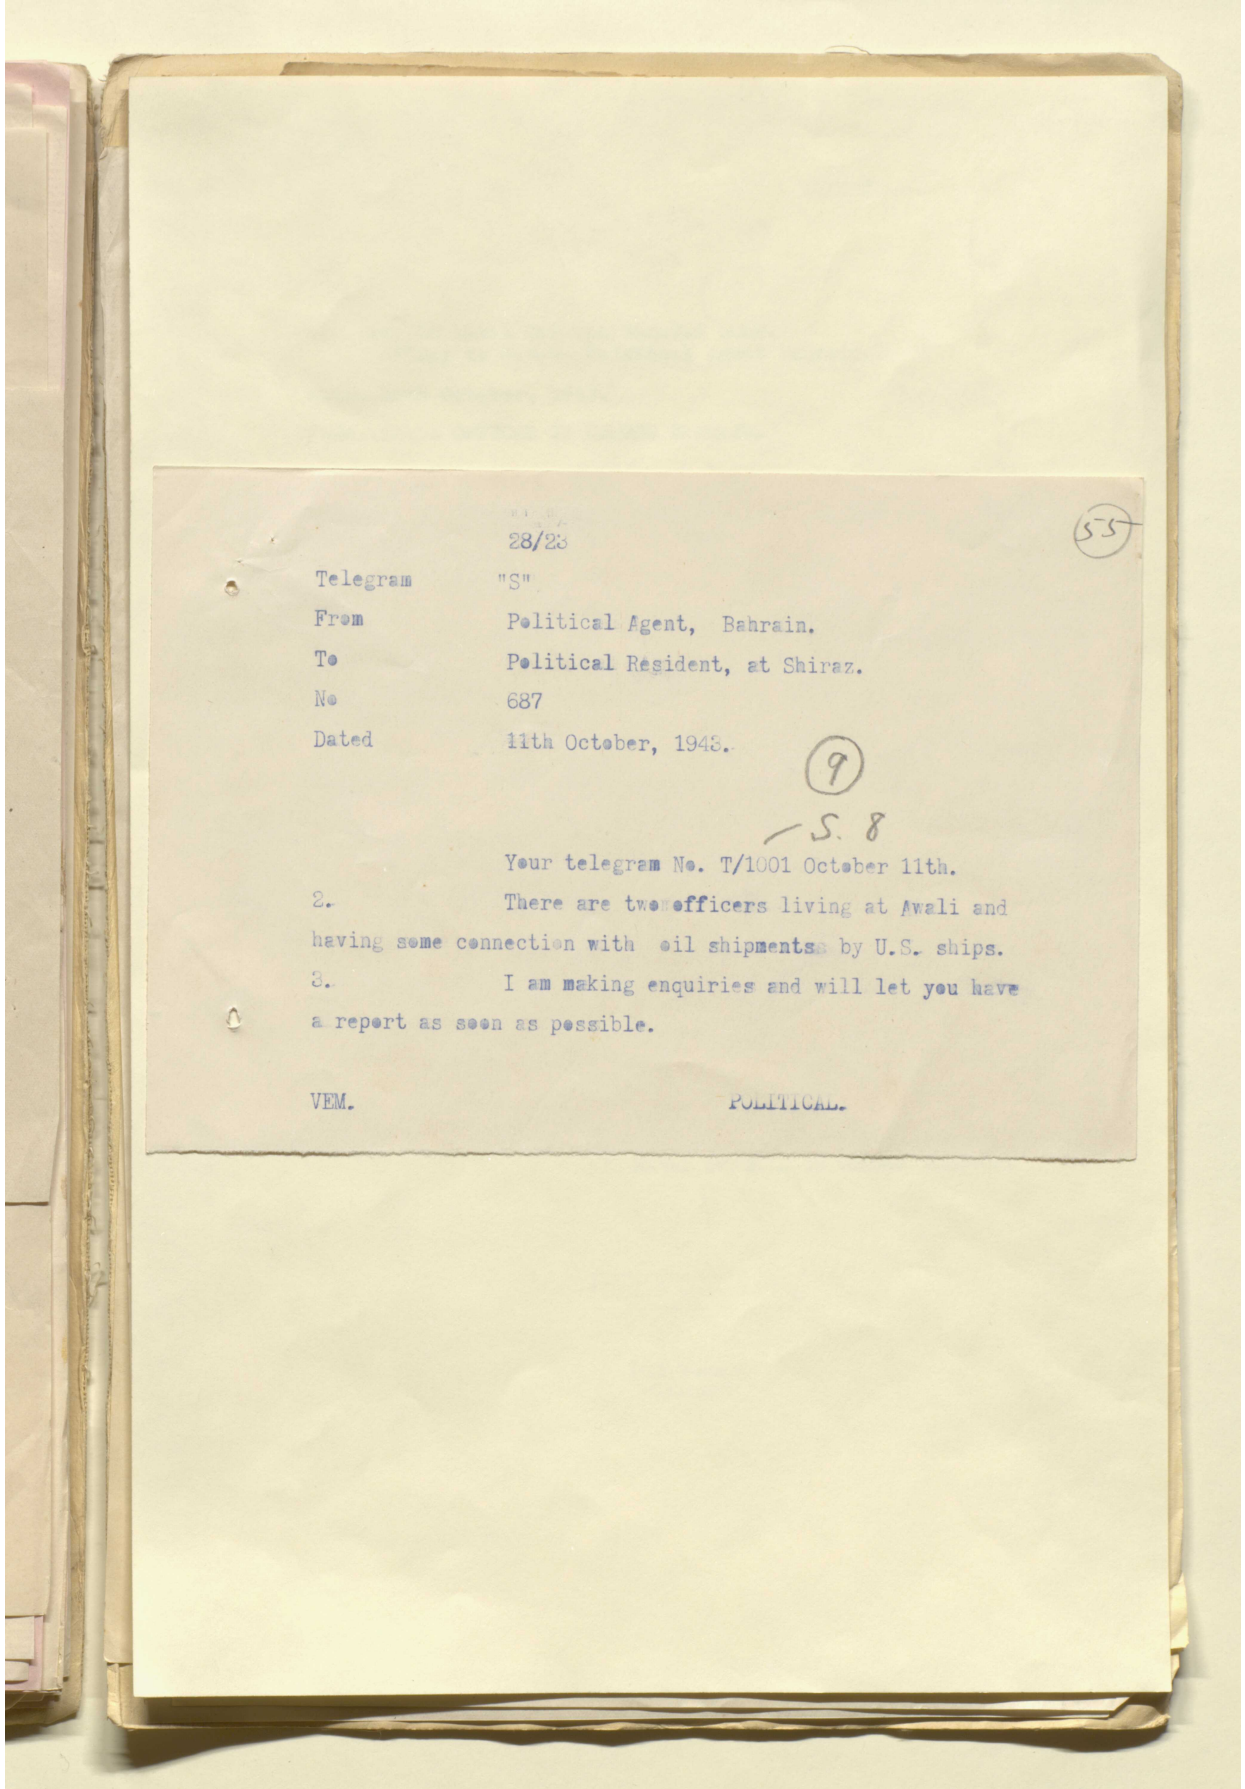 55
28/23
Telegram "S"
From Political Agent, Bahrain.
To Political Resident, at Shiraz.
No 687
Dated 11th October, 1943.
9
S. 8
Your telegram No. T/1001 October 11th.
2. There are two officers living at Awali and
having some connection with oil shipments by U.S. ships.
3. I am making enquiries and will let you have
a report as soon as possible.
VEM. POLITICAL.